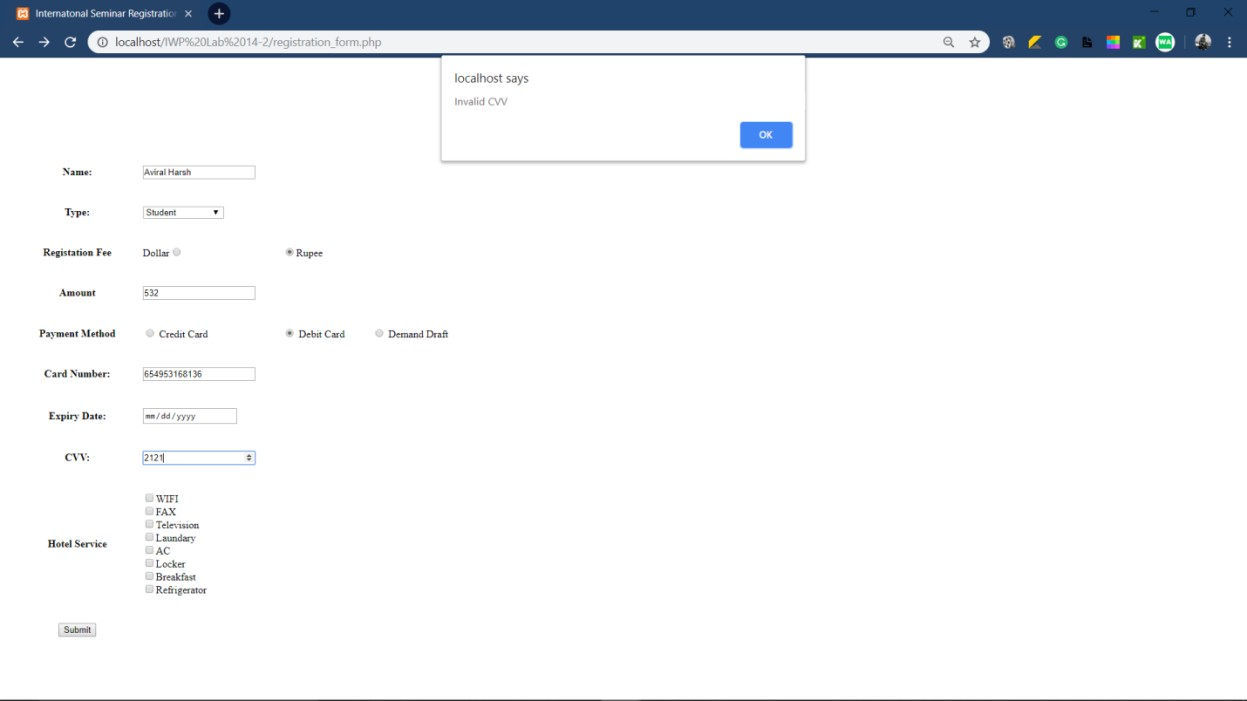 Internatonal Seminar Registratio
localhost/IWP%20Lab%2014-2/registration_form.php
WA
localhost says
Invalid CVV
OK
Name: Aviral Harsh
Type: Student
Registation Fee Dollar Rupee
Amount 532
Payment Method Credit Card Debit Card Demand Draft
Card Number: 654953168136
Expiry Date: mm/dd/yyyy
CVV: 2121
Hotel Service
WIFI
FAX
Television
Laundary
AC
Locker
Breakfast
Refrigerator
Submit